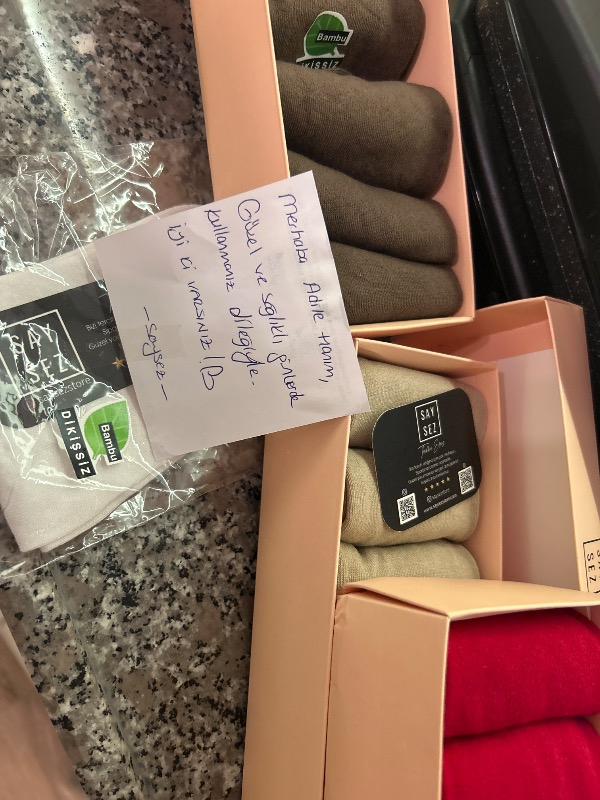 Bambu
DİKİŞSİZ
Merhaba Adile Hanım,
Güzel ve sağlıklı günlerde
kullanmanız dileğiyle.
İyi ki varsınız! :)
—Saysez—
SAY
SEZ
saysezstore
DİKİŞSİZ
Bambu
SAY
SEZ
SAY
SEZ